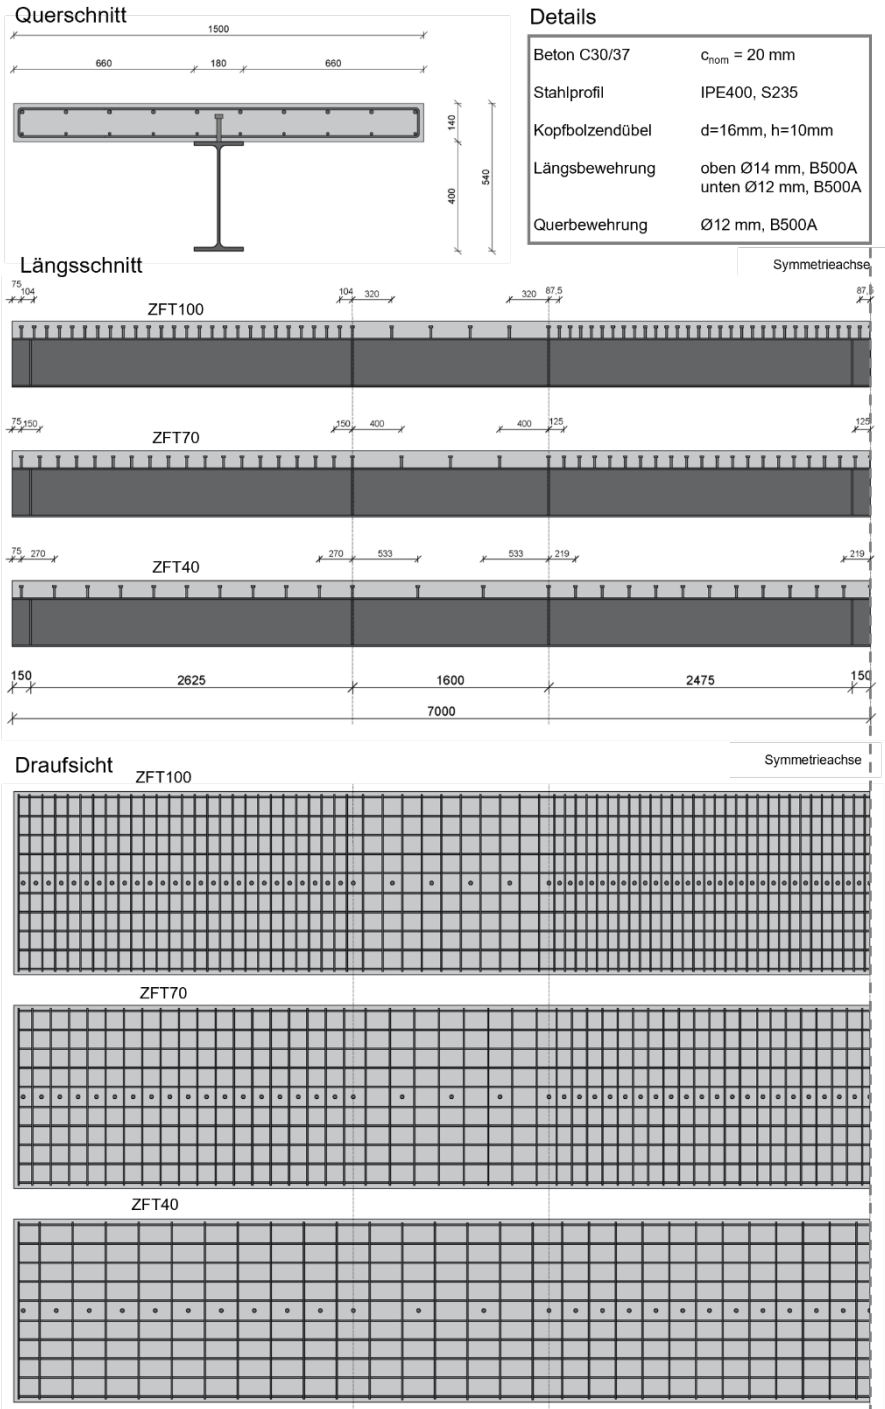 Querschnitt
1500
660 180 660
140
400
540
Details
Beton C30/37 cnom = 20 mm
Stahlprofil IPE400, S235
Kopfbolzendübel d=16mm, h=10mm
Längsbewehrung oben Ø14 mm, B500A
unten Ø12 mm, B500A
Querbewehrung Ø12 mm, B500A
Längsschnitt
Symmetrieachse
75 104 104 320 320 87,5 87,5
ZFT100
75 150 150 400 400 125 125
ZFT70
75 270 270 533 533 219 219
ZFT40
150 2625 1600 2475 150
7000
Draufsicht
Symmetrieachse
ZFT100
ZFT70
ZFT40